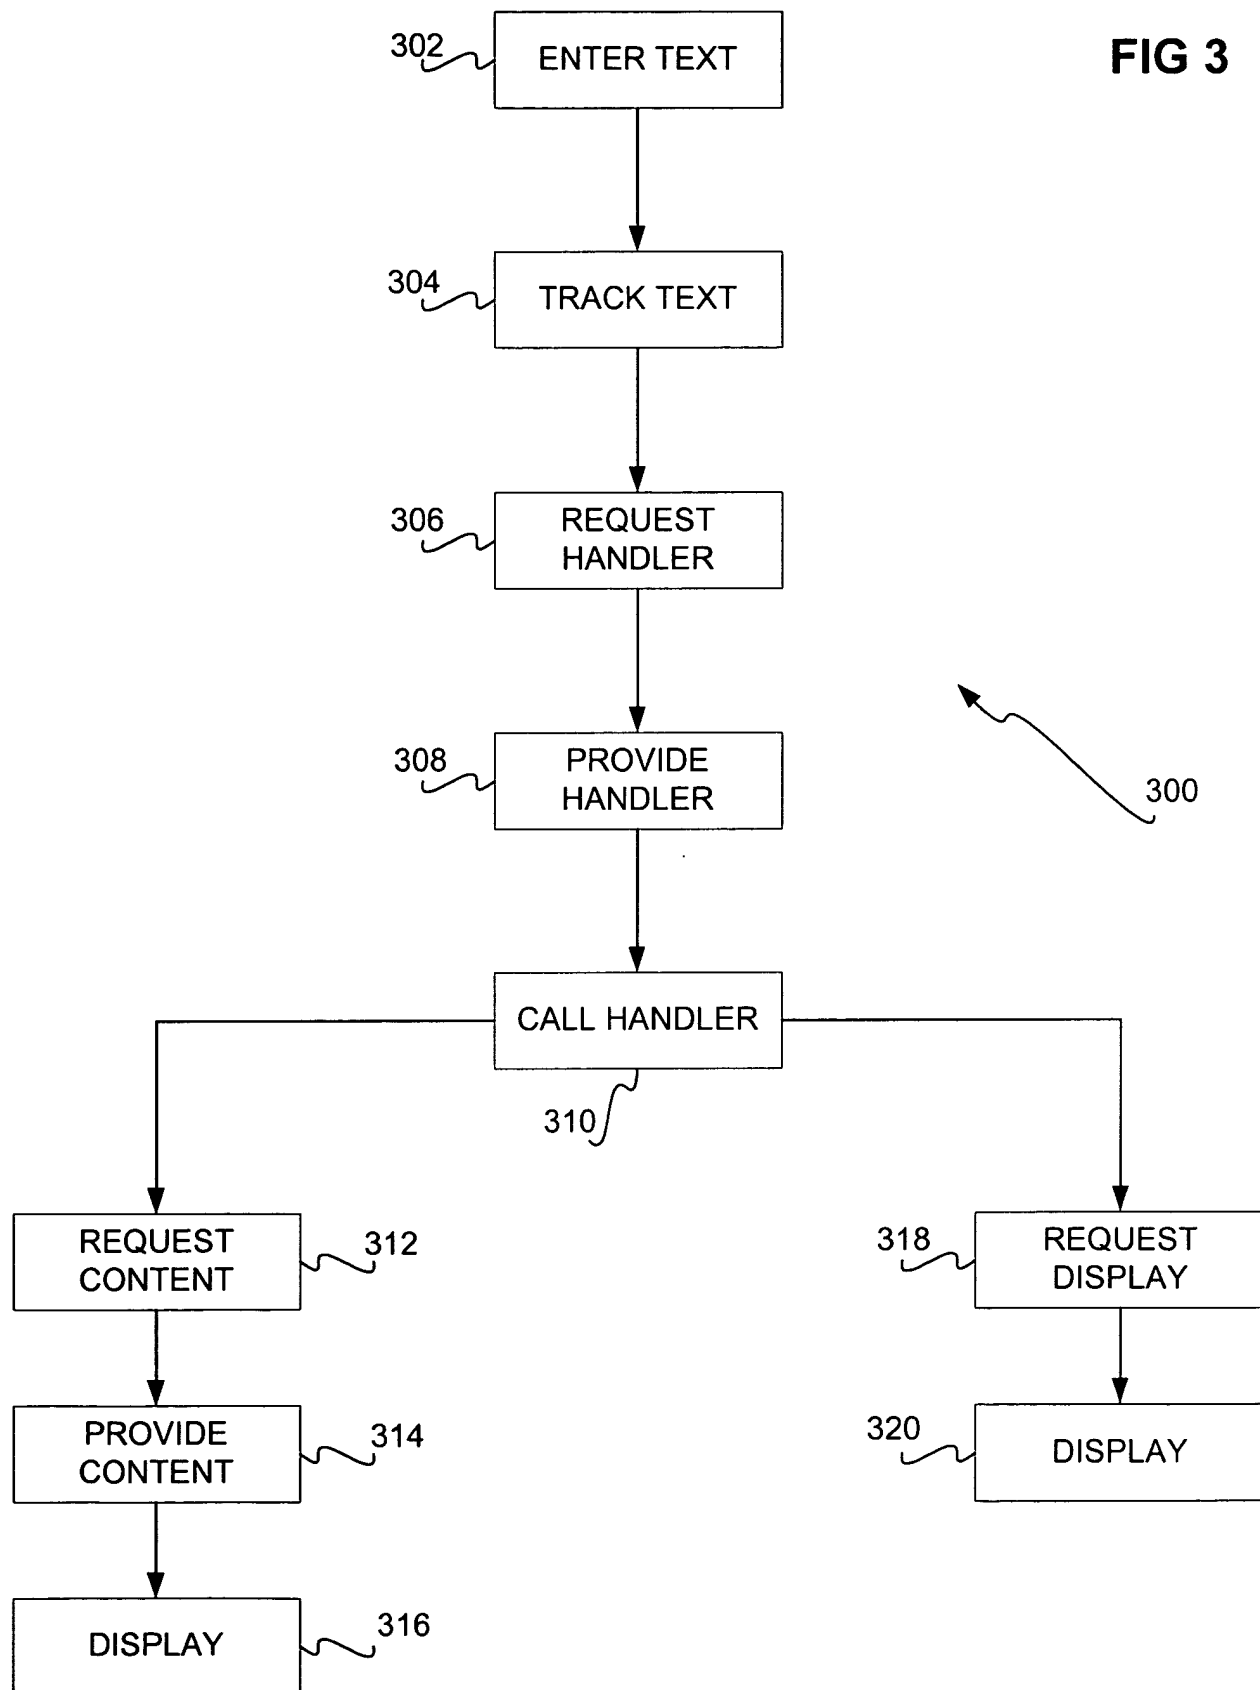 FIG 3
302
ENTER TEXT
304
TRACK TEXT
306
REQUEST
HANDLER
308
PROVIDE
HANDLER
300
CALL HANDLER
310
REQUEST
CONTENT
312
318
REQUEST
DISPLAY
PROVIDE
CONTENT
314
320
DISPLAY
DISPLAY
316